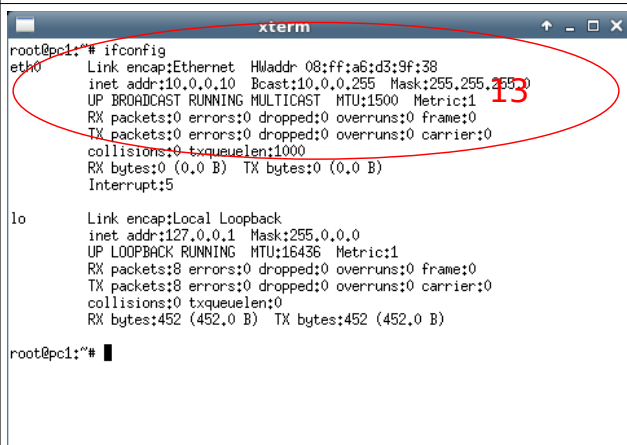 xterm
root@pc1:~# ifconfig
eth0 Link encap:Ethernet HWaddr 08:ff:a6:d3:9f:38
inet addr:10.0.0.10 Bcast:10.0.0.255 Mask:255.255.255.0
UP BROADCAST RUNNING MULTICAST MTU:1500 Metric:1
13
RX packets:0 errors:0 dropped:0 overruns:0 frame:0
TX packets:0 errors:0 dropped:0 overruns:0 carrier:0
collisions:0 txqueuelen:1000
RX bytes:0 (0.0 B) TX bytes:0 (0.0 B)
Interrupt:5
lo Link encap:Local Loopback
inet addr:127.0.0.1 Mask:255.0.0.0
UP LOOPBACK RUNNING MTU:16436 Metric:1
RX packets:8 errors:0 dropped:0 overruns:0 frame:0
TX packets:8 errors:0 dropped:0 overruns:0 carrier:0
collisions:0 txqueuelen:0
RX bytes:452 (452.0 B) TX bytes:452 (452.0 B)
root@pc1:~#